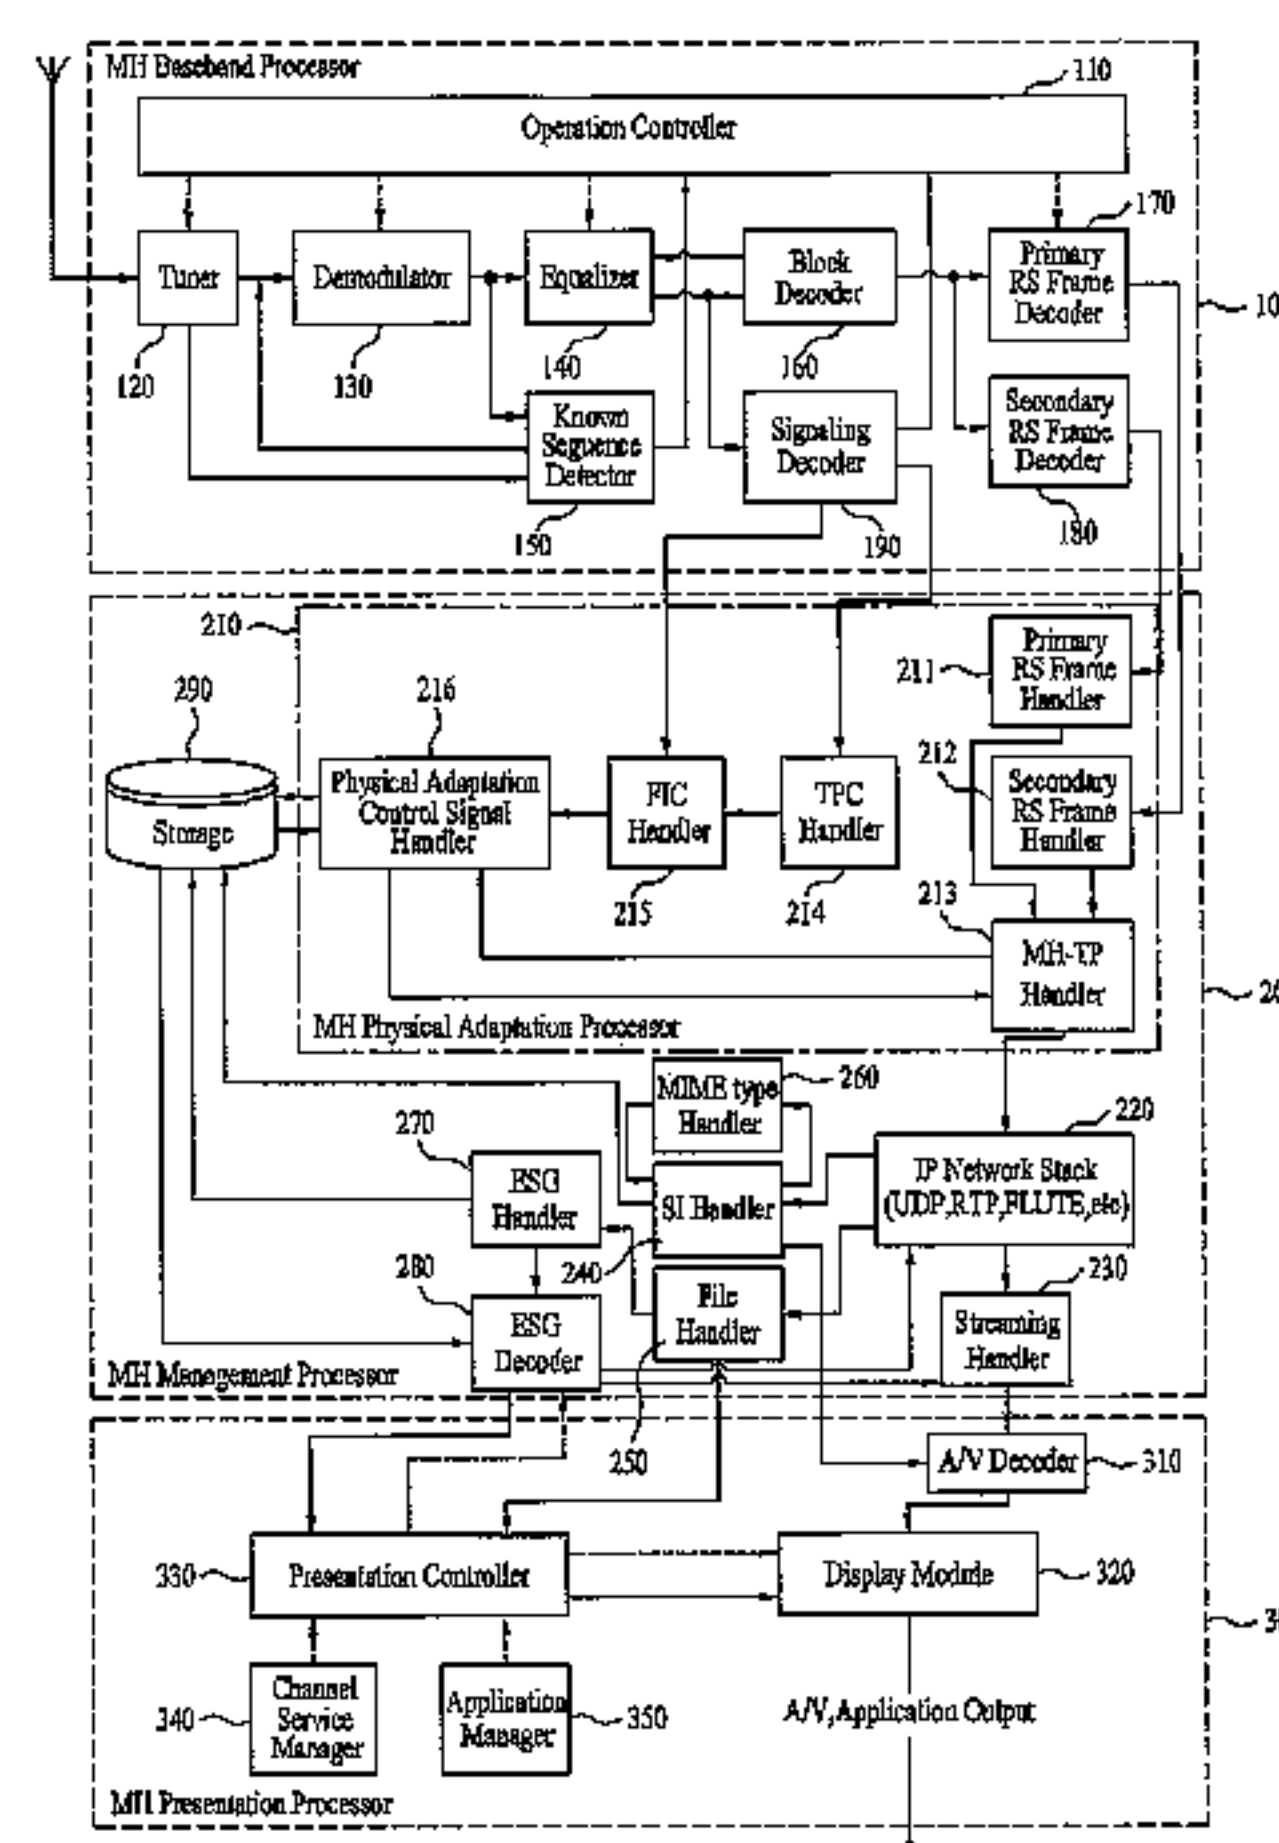 MH Baseband Processor
110
Operation Controller
170
Tuner
Demodulator
Equalizer
Block
Decoder
Primary
RS Frame
Decoder
10
120
130
140
160
Known
Seguence
Detector
Signaling
Decoder
Secondary
RS Frame
Decoder
150
190
180
210
Primary
RS Frame
Handler
211
290
216
212
Storage
Physical Adaptation
Control Signal
Handler
FIC
Handler
TPC
Handler
Secondary
RS Frame
Handler
215
214
213
MH-TP
Handler
20
MH Physical Adaptation Processor
MIME type
Handler
260
270
220
ESG
Handler
SI Handler
IP Network Stack
(UDP,RTP,FLUTE,etc)
280
240
230
ESG
Decoder
File
Handler
Streaming
Handler
MH Management Processor
250
A/V Decoder
310
330
Presentation Controller
Display Module
320
340
Channel
Service
Manager
Application
Manager
350
A/V,Application Output
MH Presentation Processor